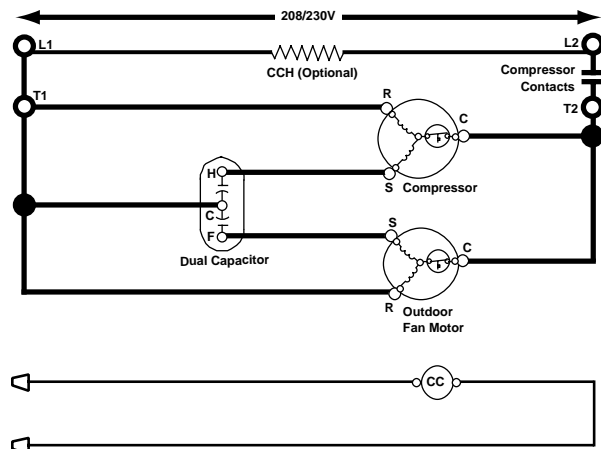 208/230V
L1
L2
CCH (Optional)
Compressor
Contacts
T1
R
T2
C
H
S
Compressor
C
S
F
C
Dual Capacitor
R
Outdoor
Fan Motor
CC